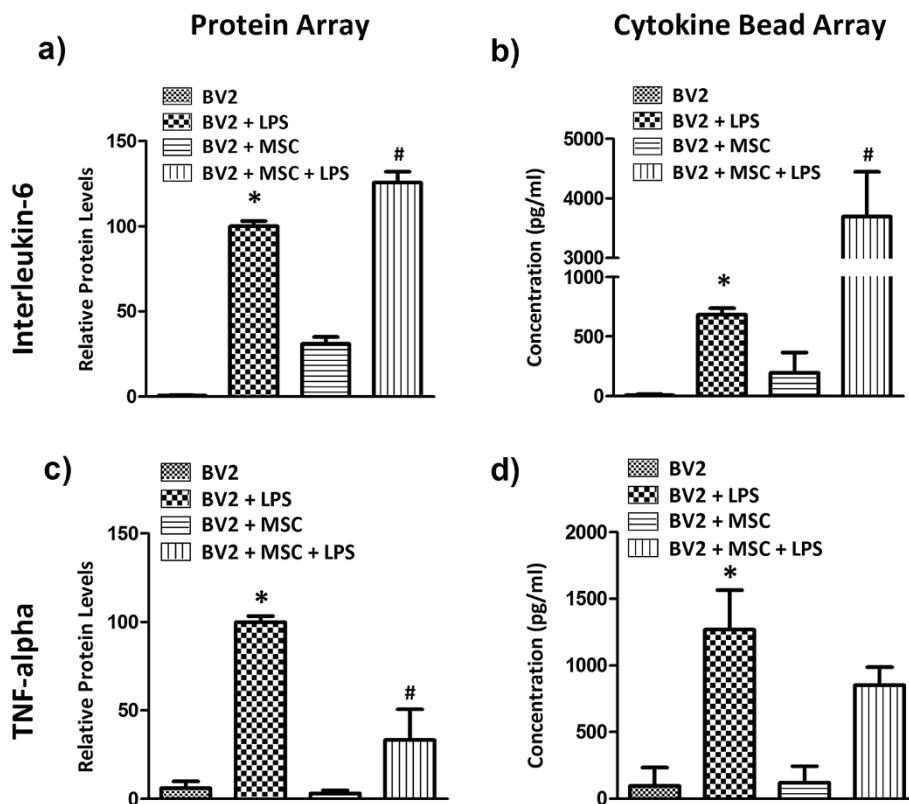 Protein Array
Cytokine Bead Array
Interleukin-6
TNF-alpha
a)
BV2
BV2 + LPS
BV2 + MSC
BV2 + MSC + LPS
Relative Protein Levels
150
100
50
0
*
#
b)
BV2
BV2 + LPS
BV2 + MSC
BV2 + MSC + LPS
Concentration (pg/ml)
5000
4000
3000
1000
500
0
*
#
c)
BV2
BV2 + LPS
BV2 + MSC
BV2 + MSC + LPS
Relative Protein Levels
150
100
50
0
*
#
d)
BV2
BV2 + LPS
BV2 + MSC
BV2 + MSC + LPS
Concentration (pg/ml)
2000
1500
1000
500
0
*